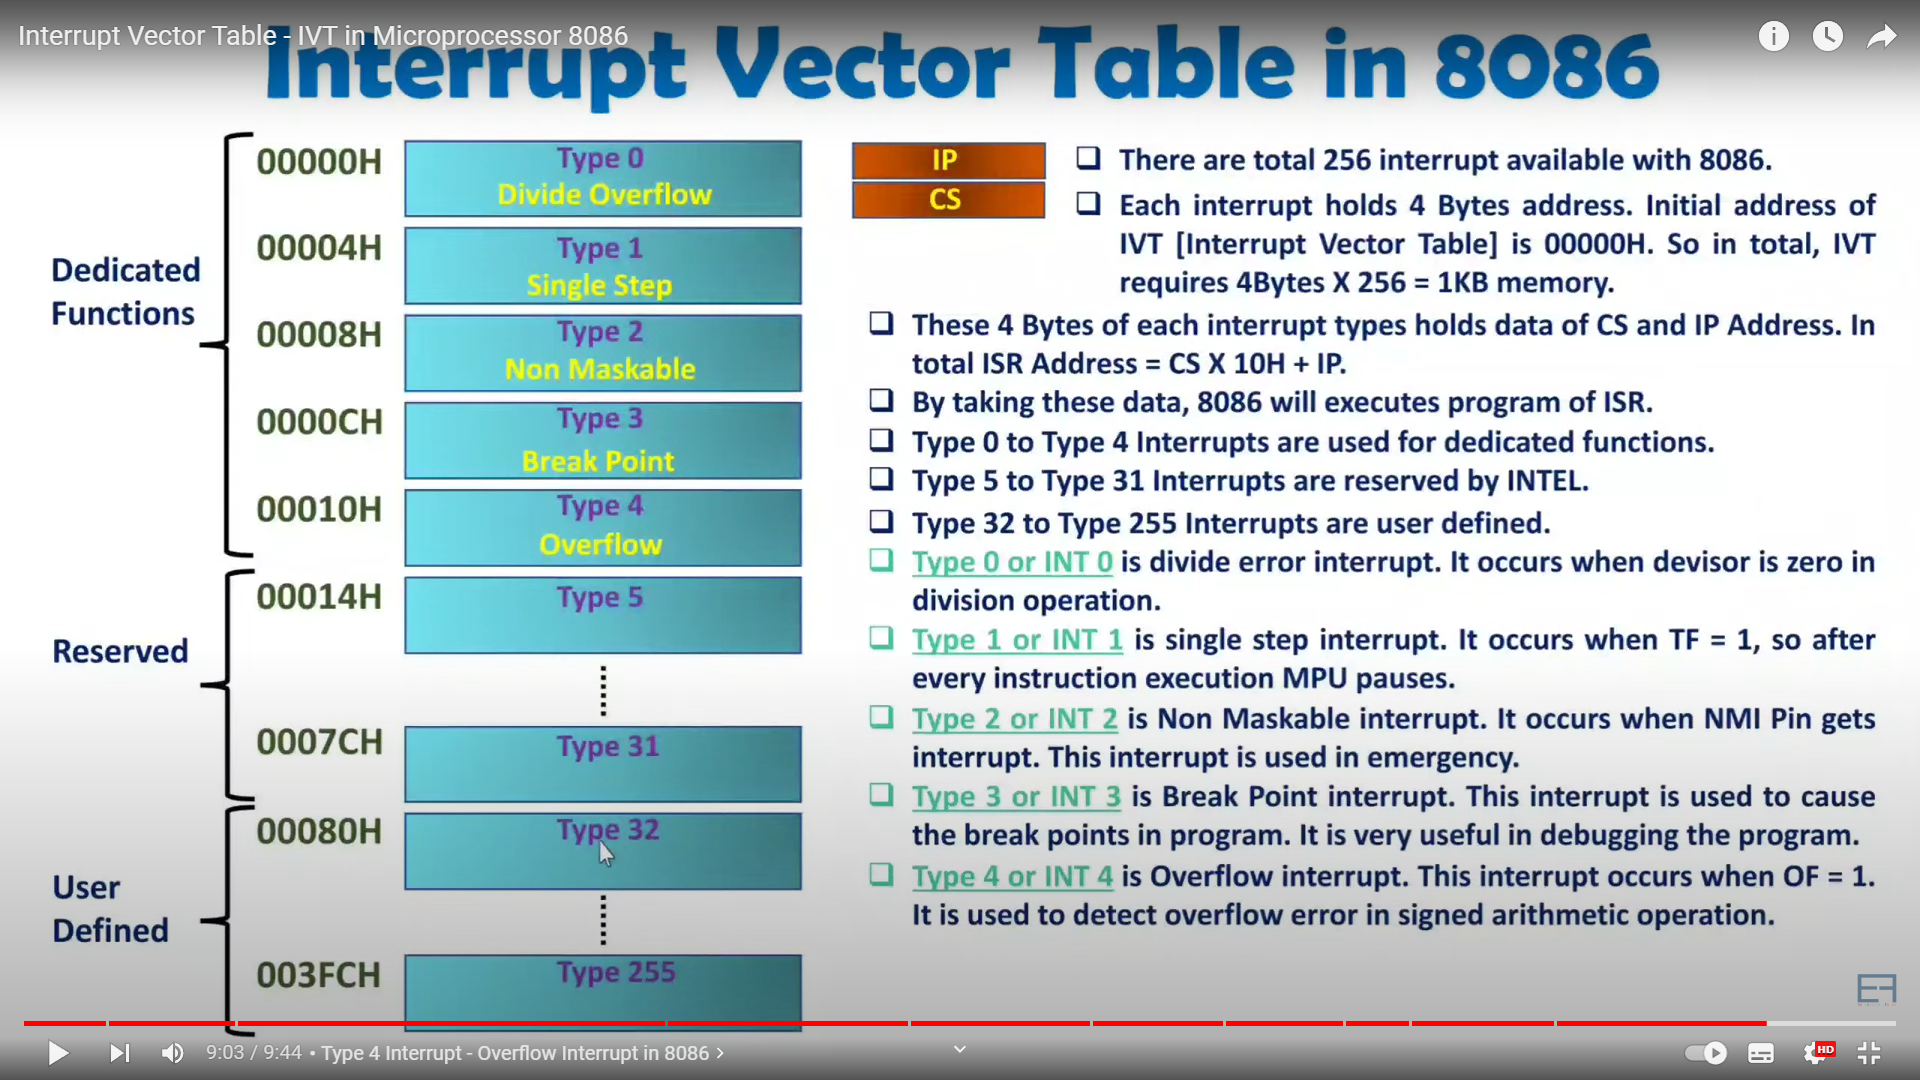 Interrupt Vector Table - IVT in Microprocessor 8086
Interrupt Vector Table in 8086
Dedicated
Functions
Reserved
User
Defined
00000H
Type 0
Divide Overflow
00004H
Type 1
Single Step
00008H
Type 2
Non Maskable
0000CH
Type 3
Break Point
00010H
Type 4
Overflow
00014H
Type 5
0007CH
Type 31
00080H
Type 32
003FCH
Type 255
IP
CS
There are total 256 interrupt available with 8086.
Each interrupt holds 4 Bytes address. Initial address of
IVT [Interrupt Vector Table] is 00000H. So in total, IVT
requires 4Bytes X 256 = 1KB memory.
These 4 Bytes of each interrupt types holds data of CS and IP Address. In
total ISR Address = CS X 10H + IP.
By taking these data, 8086 will executes program of ISR.
Type 0 to Type 4 Interrupts are used for dedicated functions.
Type 5 to Type 31 Interrupts are reserved by INTEL.
Type 32 to Type 255 Interrupts are user defined.
Type 0 or INT 0 is divide error interrupt. It occurs when devisor is zero in
division operation.
Type 1 or INT 1 is single step interrupt. It occurs when TF = 1, so after
every instruction execution MPU pauses.
Type 2 or INT 2 is Non Maskable interrupt. It occurs when NMI Pin gets
interrupt. This interrupt is used in emergency.
Type 3 or INT 3 is Break Point interrupt. This interrupt is used to cause
the break points in program. It is very useful in debugging the program.
Type 4 or INT 4 is Overflow interrupt. This interrupt occurs when OF = 1.
It is used to detect overflow error in signed arithmetic operation.
EF
9:03 / 9:44 • Type 4 Interrupt - Overflow Interrupt in 8086 >
HD